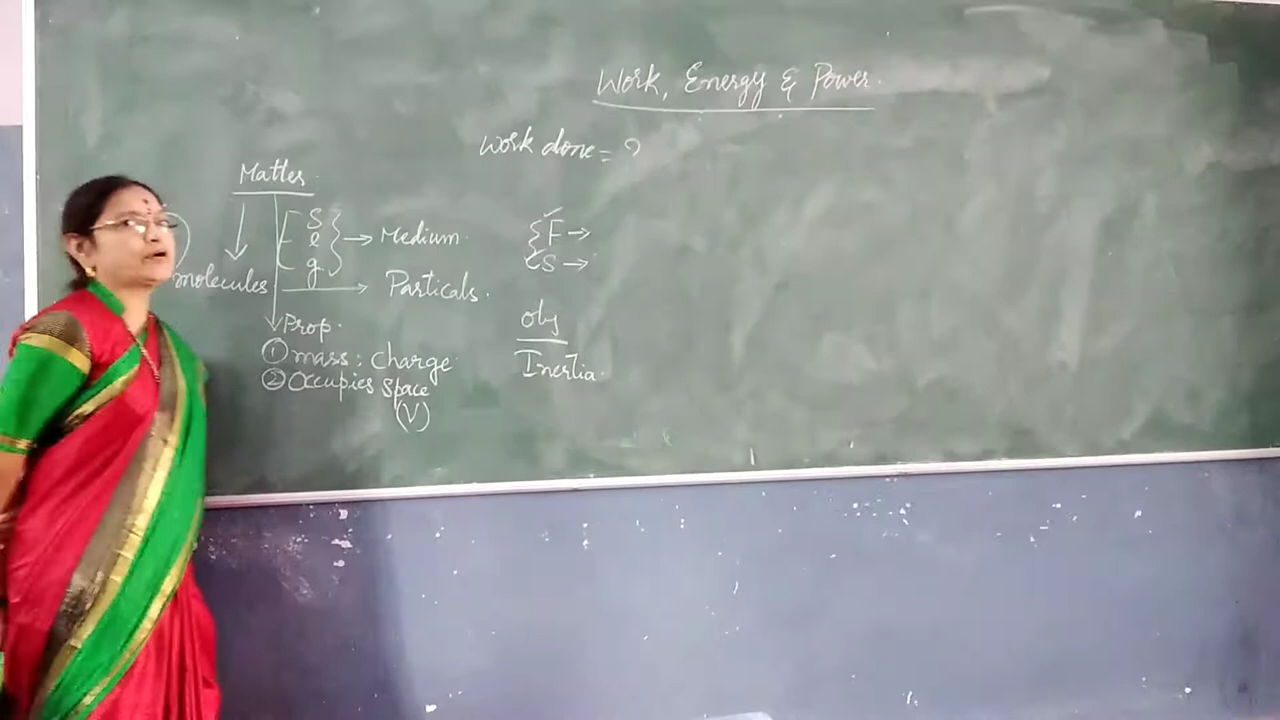 Work, Energy & Power.
Work done = ?
Matter
S
l
g
→ Medium.
molecules
→ Particals.
Prop.
① mass : charge
② Occupies space
(V)
F →
S →
obj
Inertia.